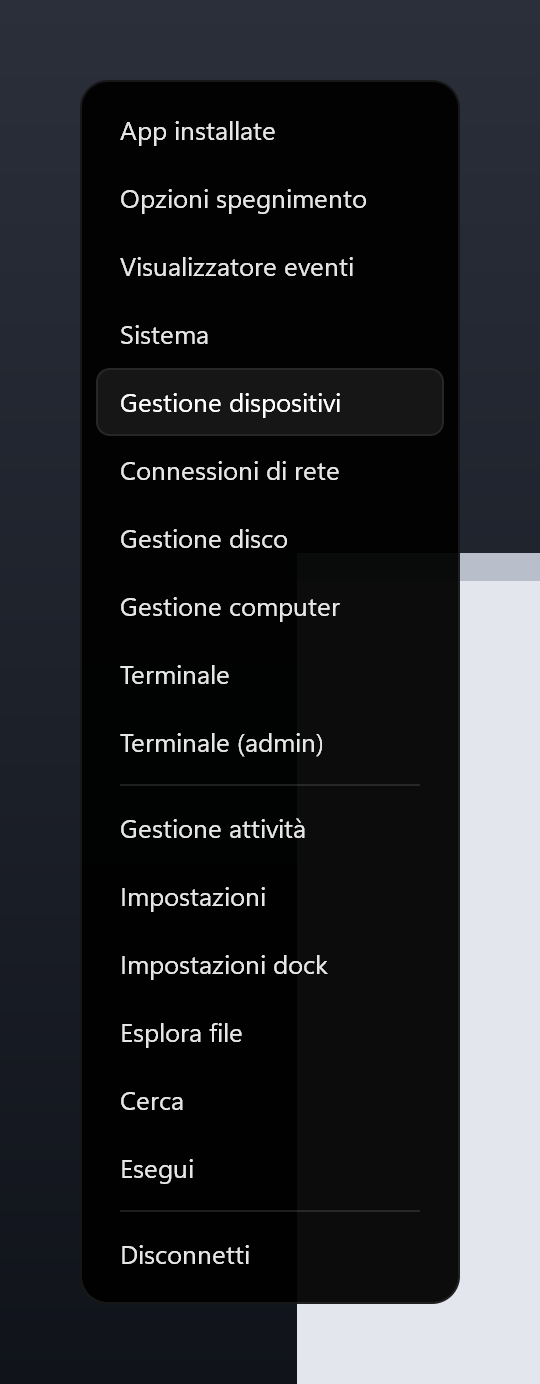 App installate
Opzioni spegnimento
Visualizzatore eventi
Sistema
Gestione dispositivi
Connessioni di rete
Gestione disco
Gestione computer
Terminale
Terminale (admin)
Gestione attività
Impostazioni
Impostazioni dock
Esplora file
Cerca
Esegui
Disconnetti